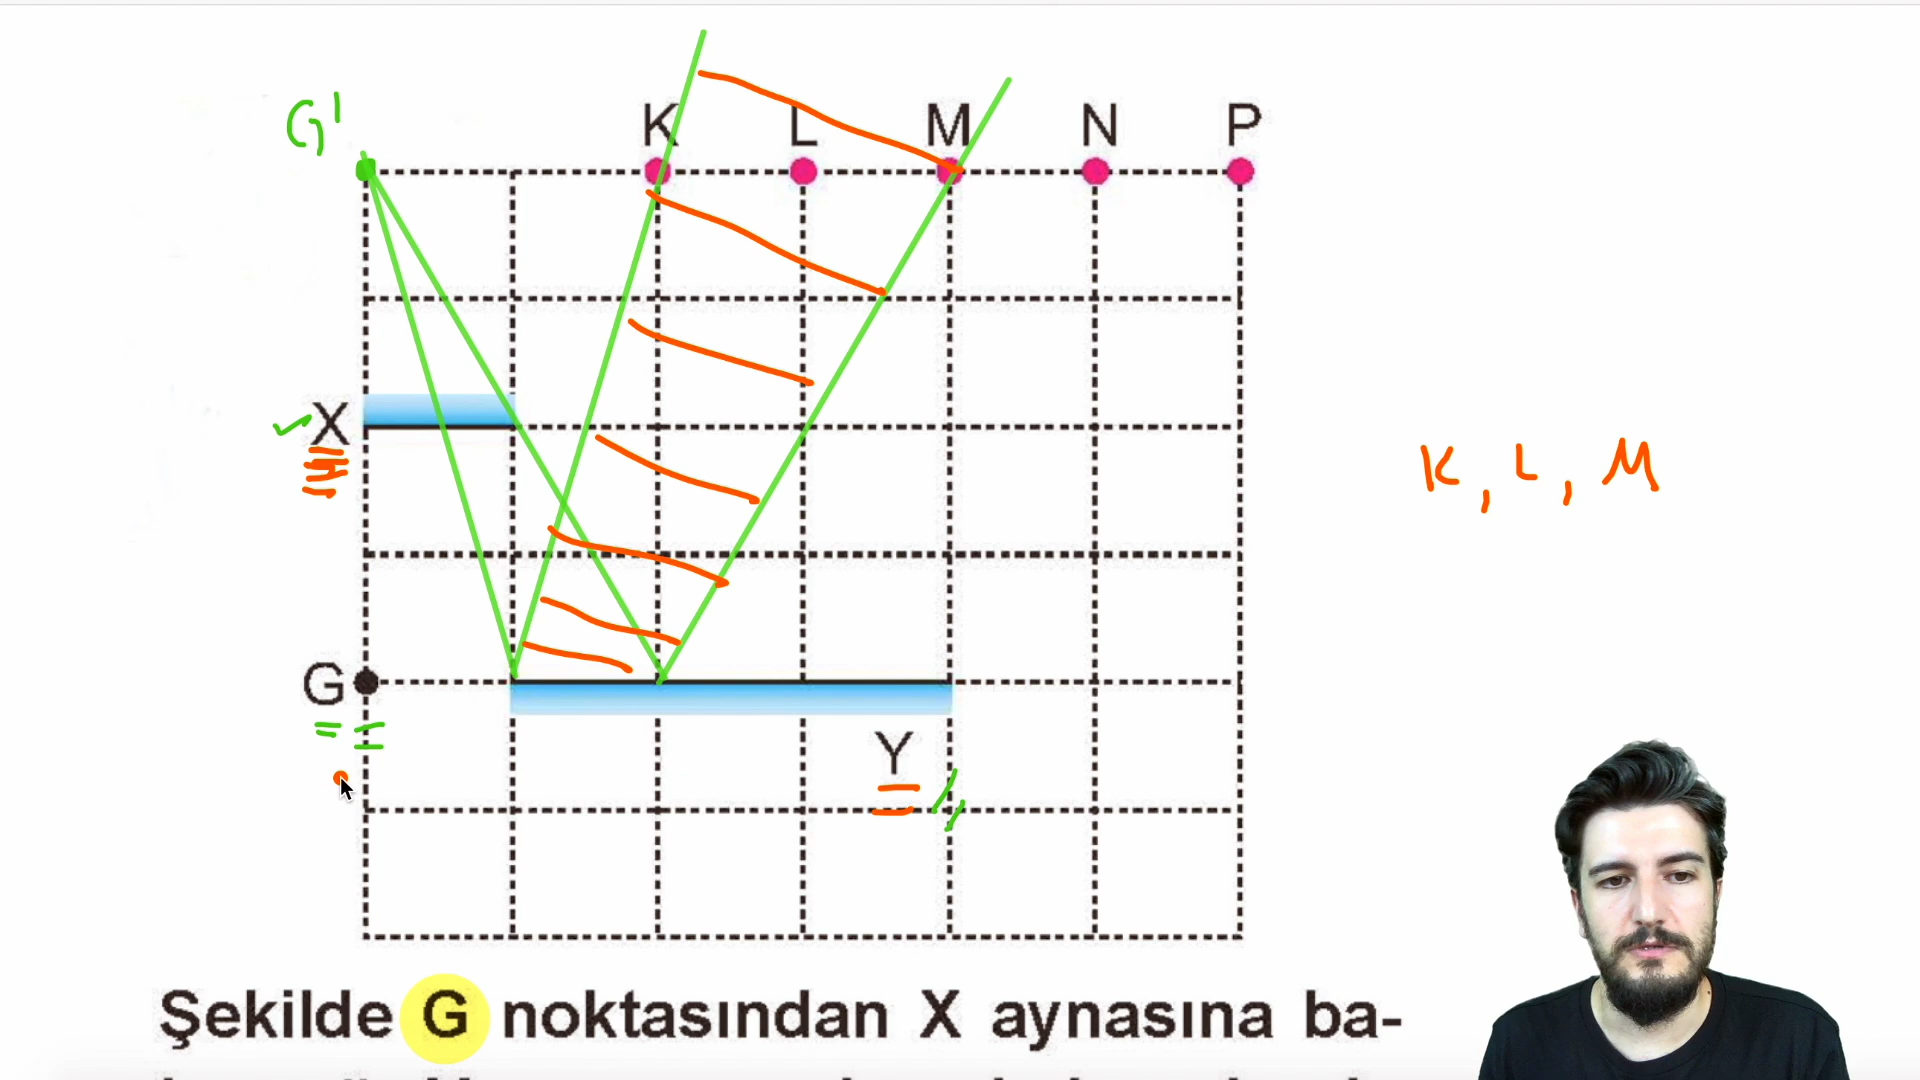 G'
K L M N P
X
K, L, M
G
Y
Şekilde G noktasından X aynasına ba-